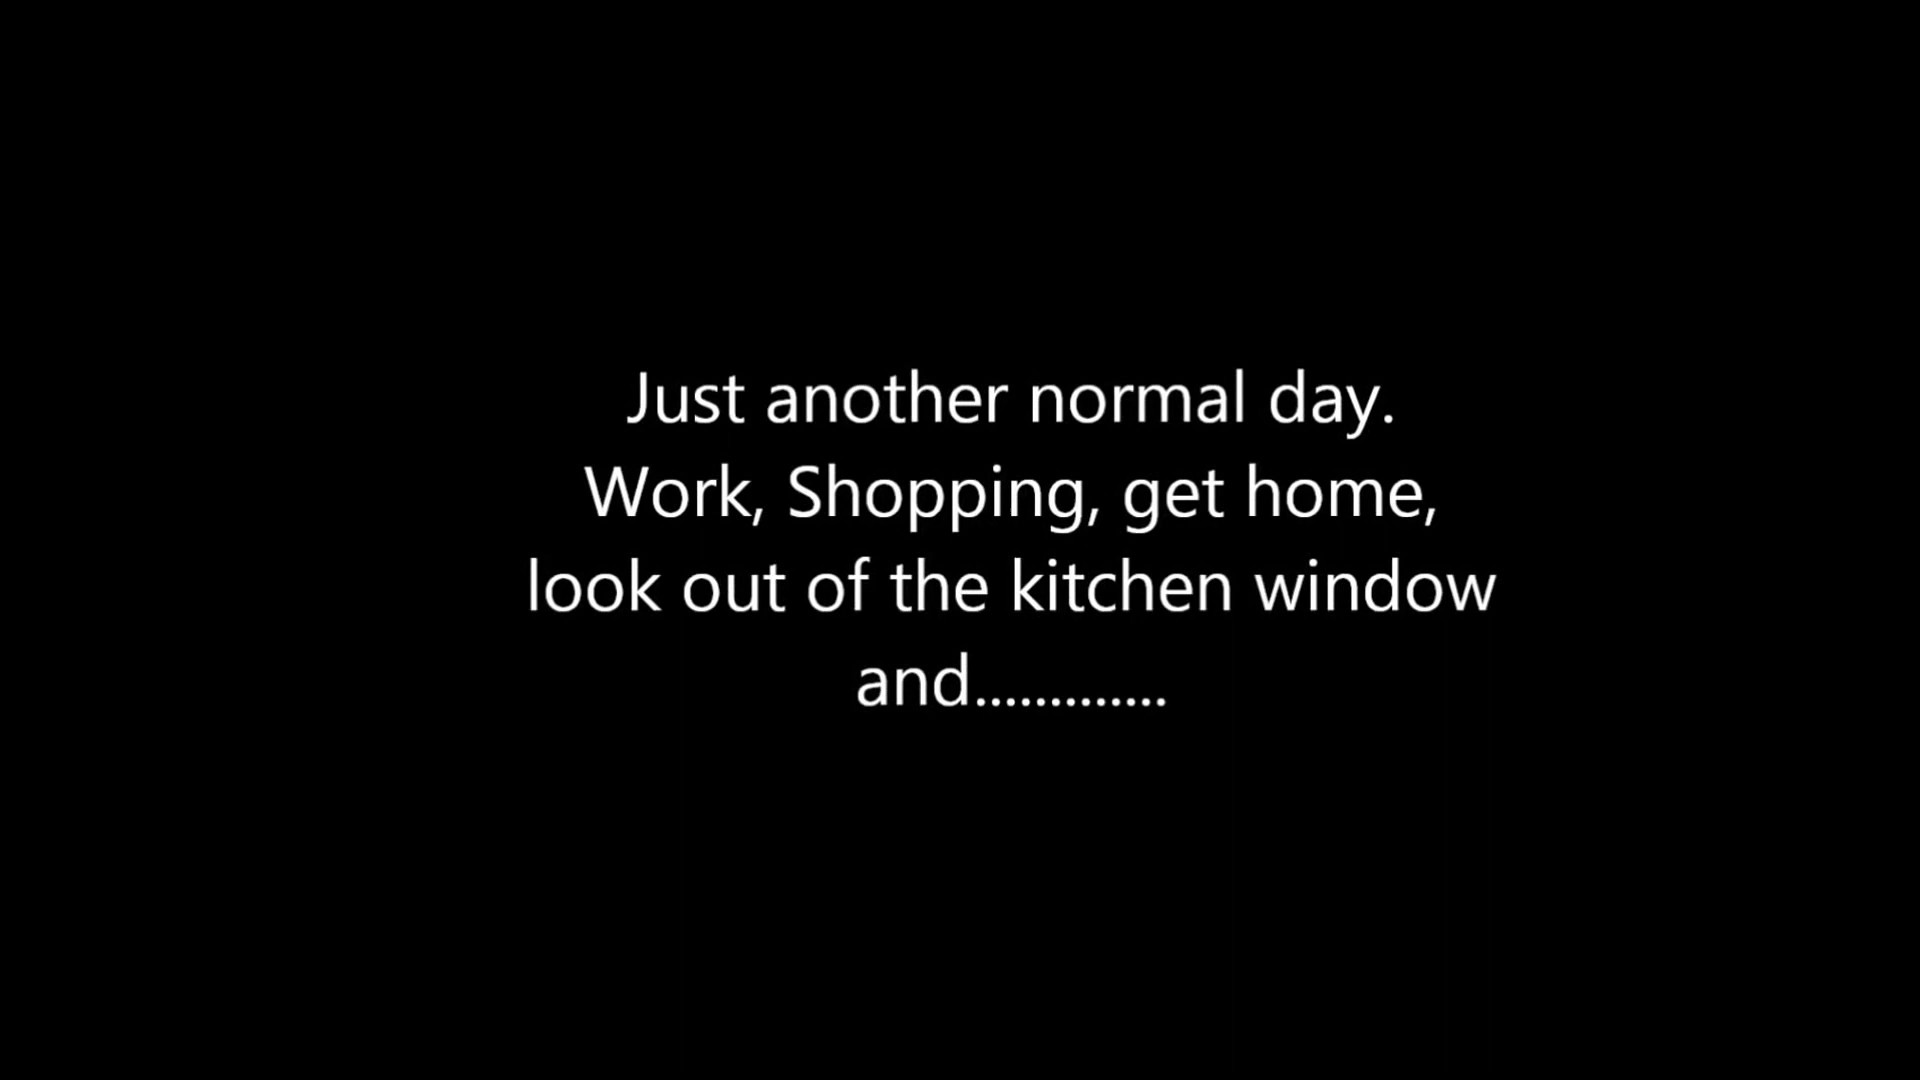 Just another normal day.
Work, Shopping, get home,
look out of the kitchen window
and.............